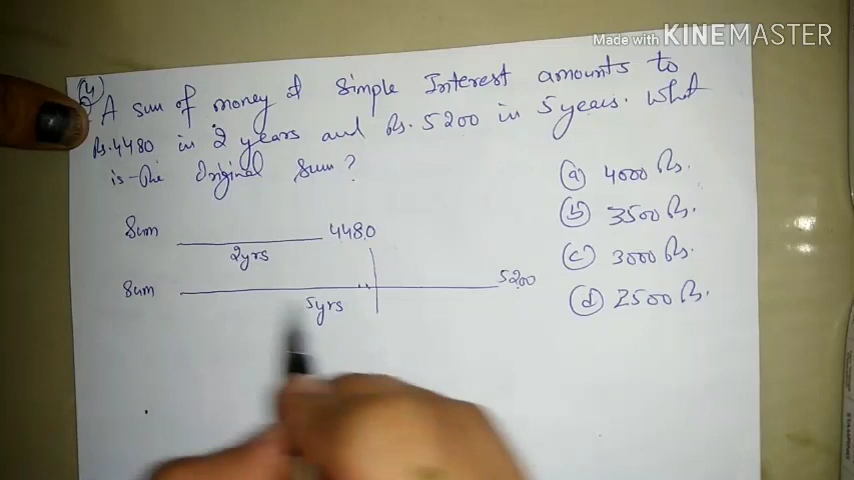 Made with KINEMASTER
(4)
Q A sum of money at Simple Interest amounts to
Rs.4480 in 2 years and Rs. 5200 in 5 years. What
is the Original Sum?
(a) 4000 Rs.
(b) 3500 Rs.
(c) 3000 Rs.
(d) 2500 Rs.
Sum 4480
2yrs
Sum 5200
5yrs